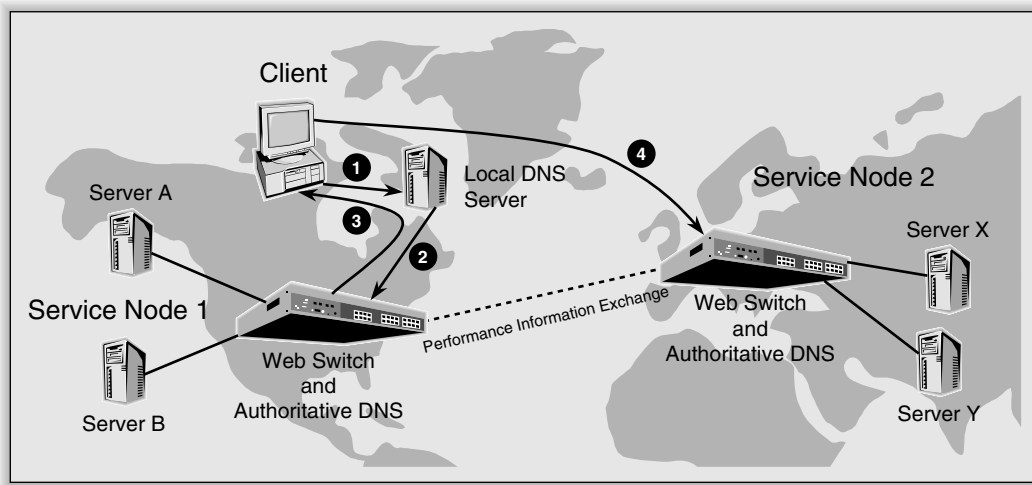 Client
1
2
3
4
Local DNS
Server
Server A
Service Node 1
Server B
Web Switch
and
Authoritative DNS
Performance Information Exchange
Service Node 2
Server X
Web Switch
and
Authoritative DNS
Server Y